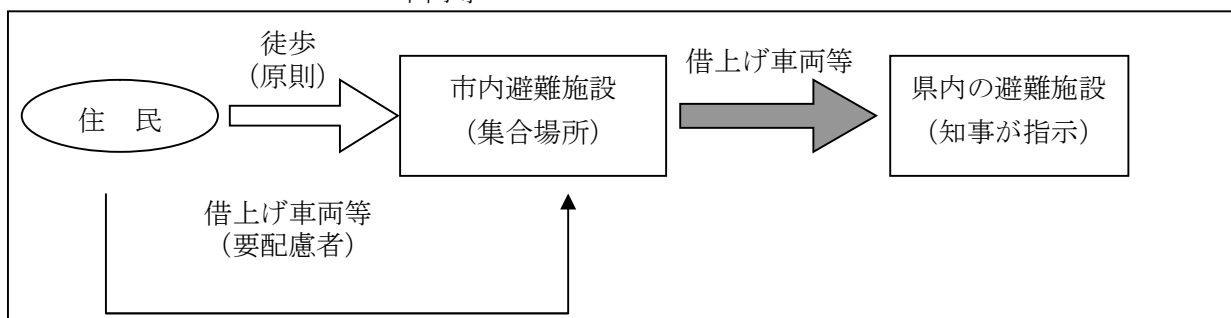 徒歩
（原則）
借上げ車両等
住　民
市内避難施設
（集合場所）
県内の避難施設
（知事が指示）
借上げ車両等
（要配慮者）